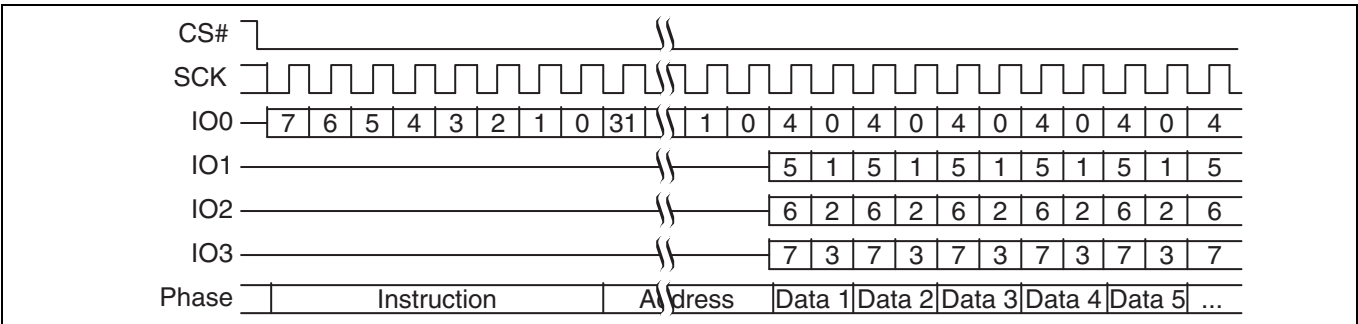 CS#
SCK
IO0 7 6 5 4 3 2 1 0 31 1 0 4 0 4 0 4 0 4 0 4 0 4
IO1 5 1 5 1 5 1 5 1 5 1 5
IO2 6 2 6 2 6 2 6 2 6 2 6
IO3 7 3 7 3 7 3 7 3 7 3 7
Phase Instruction Address Data 1 Data 2 Data 3 Data 4 Data 5 ...